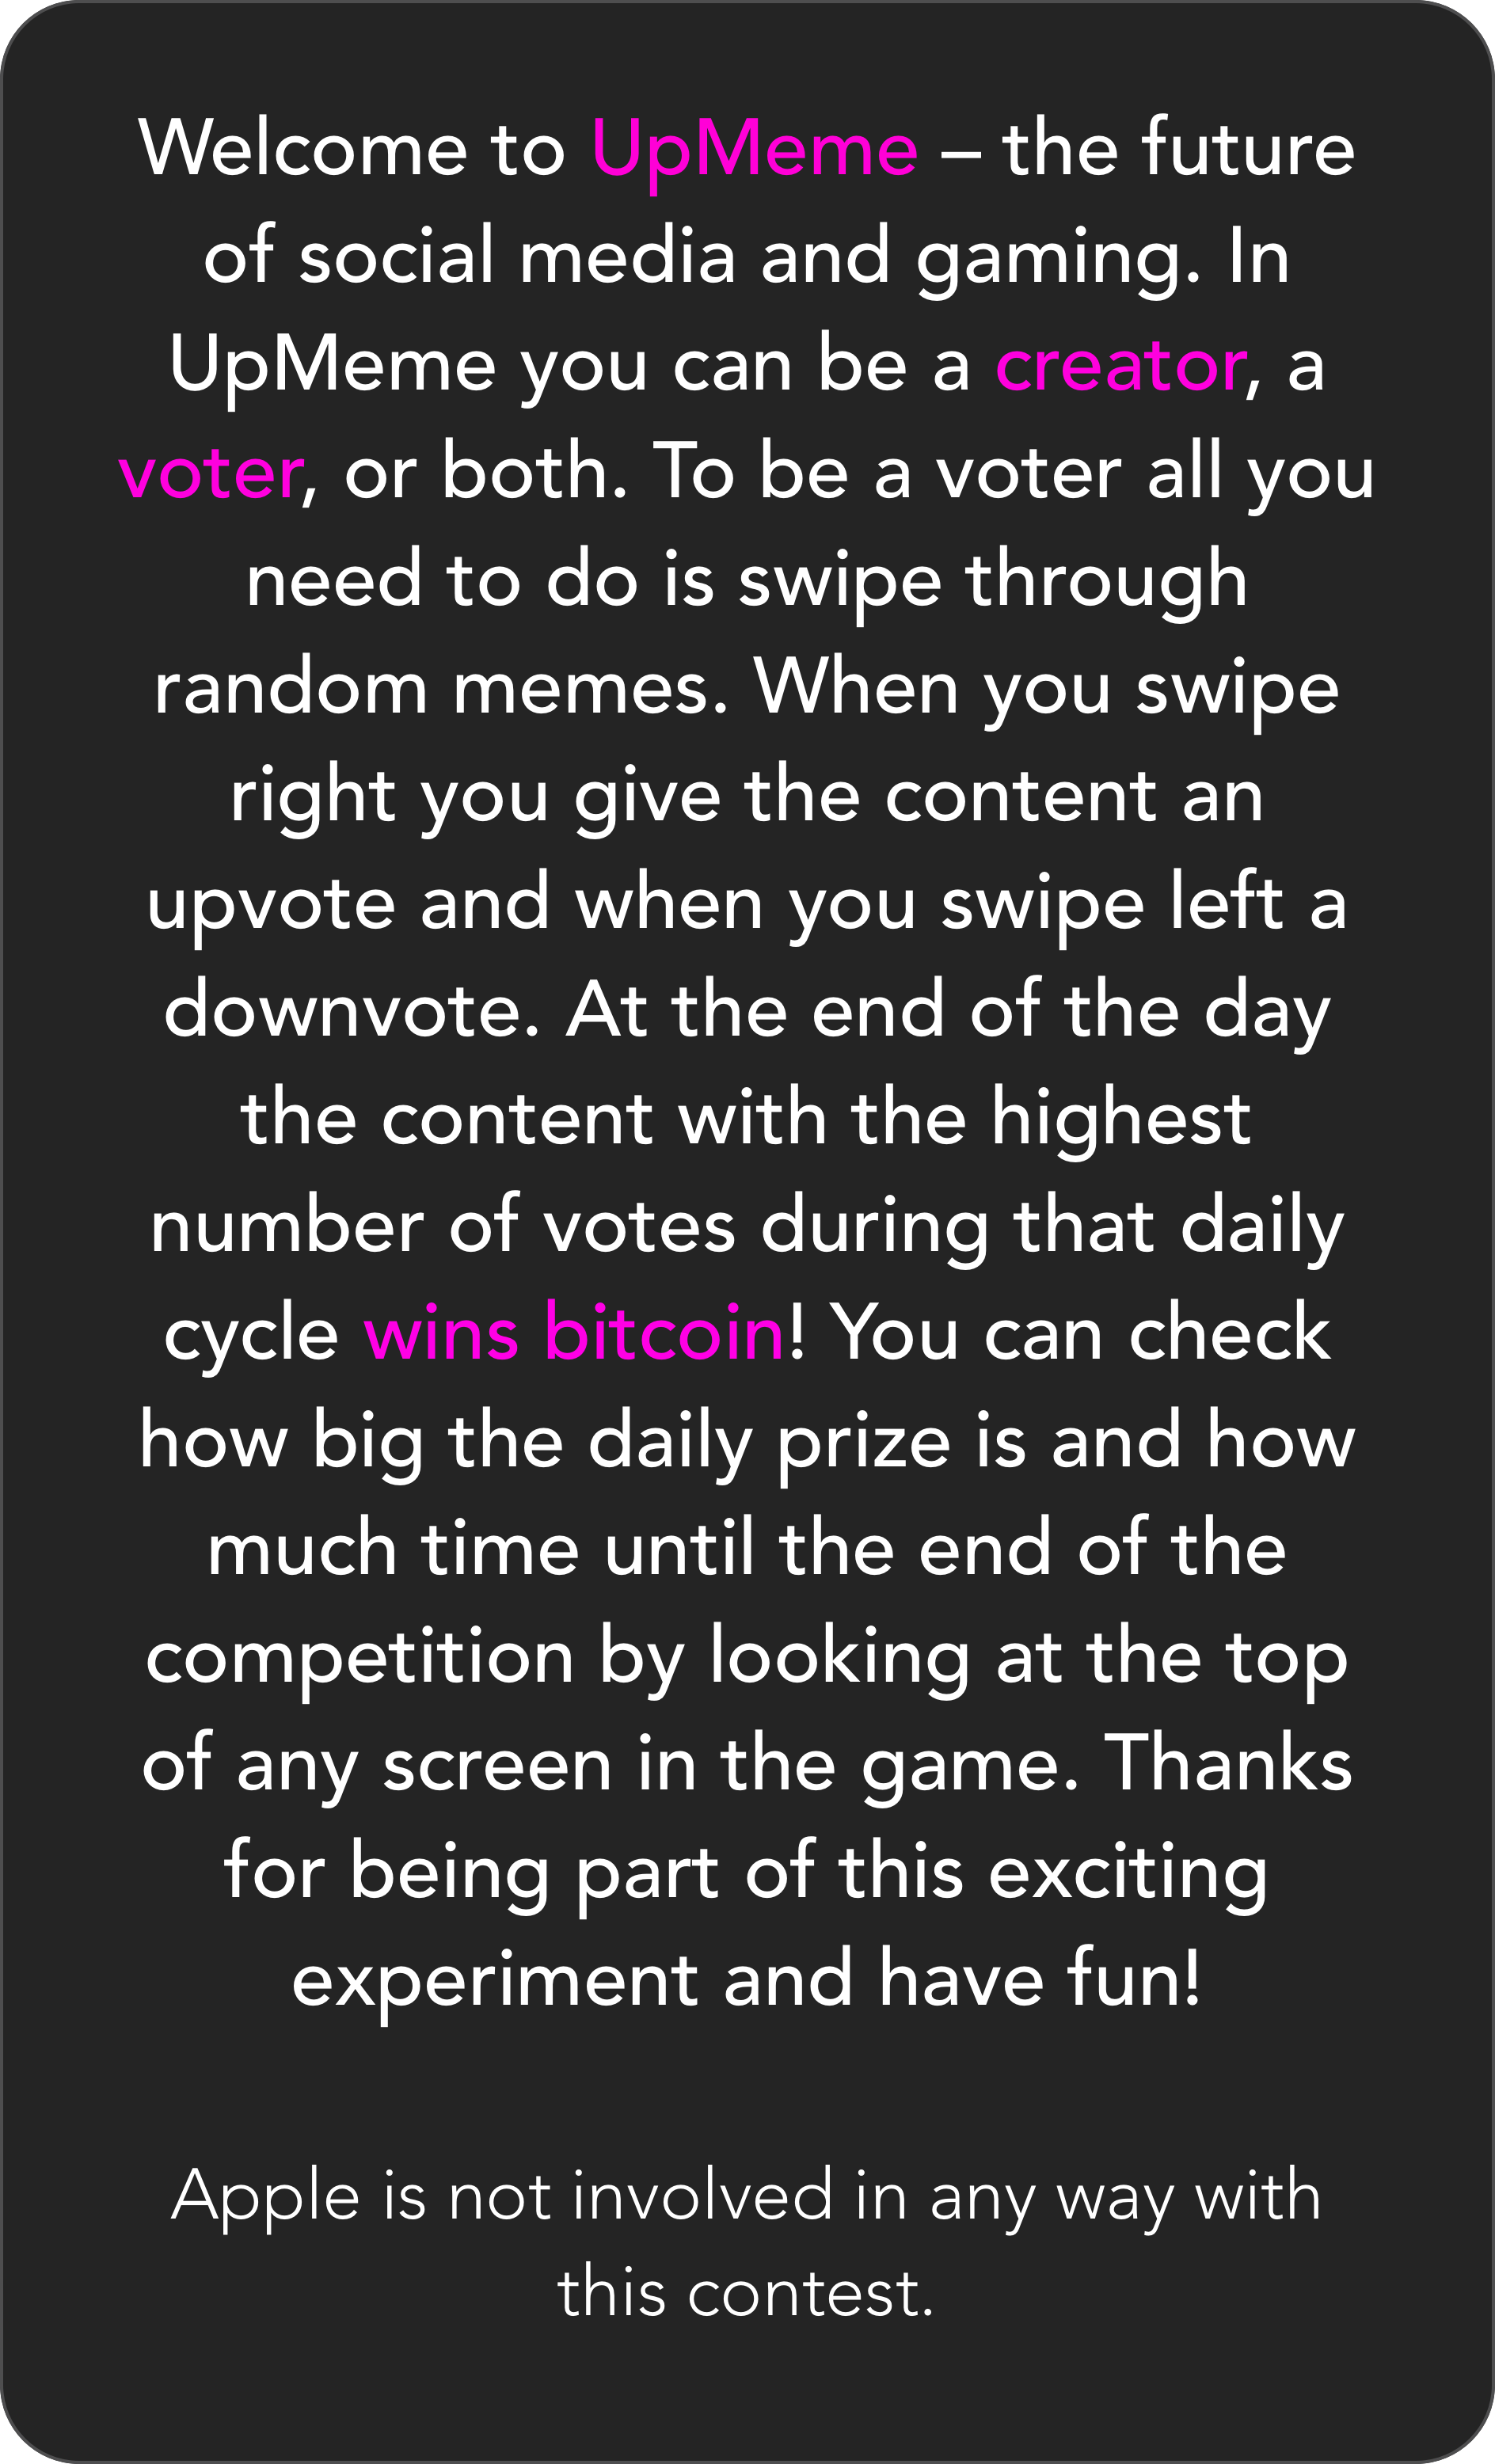 Welcome to UpMeme – the future
of social media and gaming. In
UpMeme you can be a creator, a
voter, or both. To be a voter all you
need to do is swipe through
random memes. When you swipe
right you give the content an
upvote and when you swipe left a
downvote. At the end of the day
the content with the highest
number of votes during that daily
cycle wins bitcoin! You can check
how big the daily prize is and how
much time until the end of the
competition by looking at the top
of any screen in the game. Thanks
for being part of this exciting
experiment and have fun!
Apple is not involved in any way with
this contest.